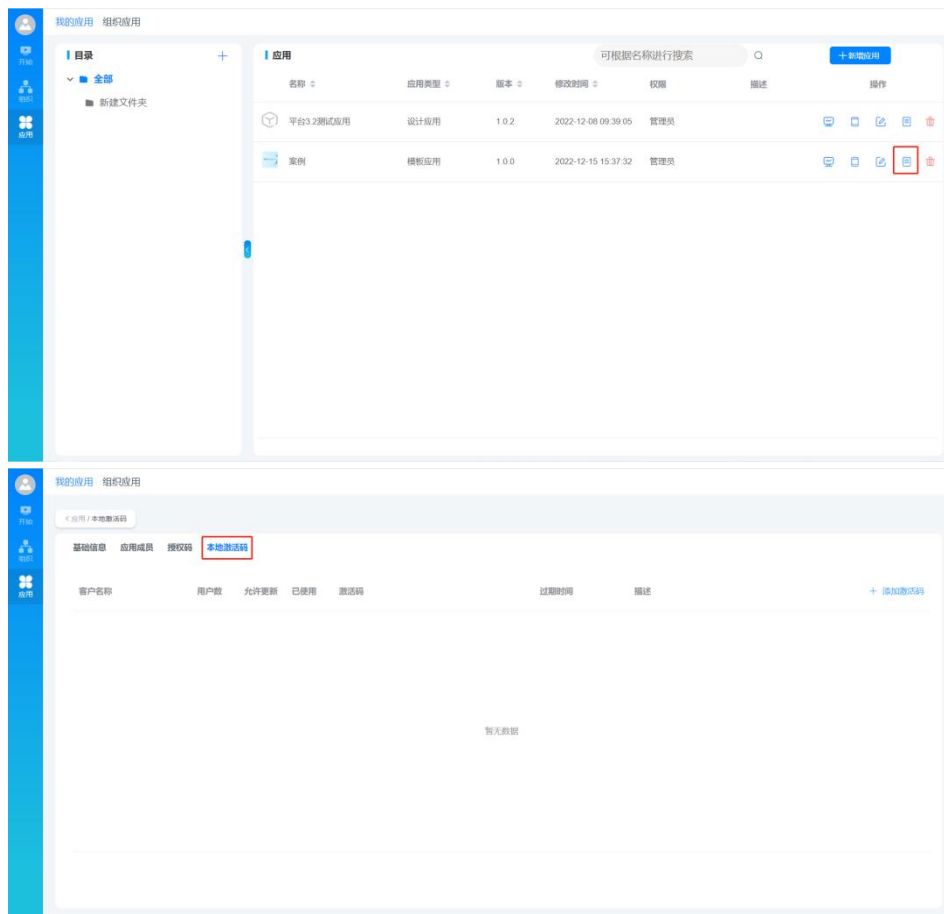 我的应用 组织应用
开始
组织
应用
目录 +
全部
新建文件夹
应用 可根据名称进行搜索 +新增应用
名称 应用类型 版本 修改时间 权限 描述 操作
平台3.2测试应用 设计应用 1.0.2 2022-12-08 09:39:05 管理员
案例 模板应用 1.0.0 2022-12-15 15:37:32 管理员
我的应用 组织应用
开始
组织
应用
<应用/本地激活码
基础信息 应用成员 授权码 本地激活码
客户名称 用户数 允许更新 已使用 激活码 过期时间 描述 + 添加激活码
暂无数据